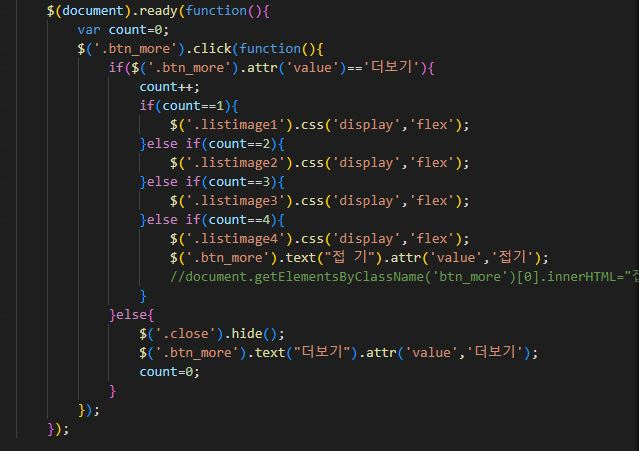 $(document).ready(function(){
var count=0;
$('.btn_more').click(function(){
if($('.btn_more').attr('value')=='더보기'){
count++;
if(count==1){
$('.listimage1').css('display','flex');
}else if(count==2){
$('.listimage2').css('display','flex');
}else if(count==3){
$('.listimage3').css('display','flex');
}else if(count==4){
$('.listimage4').css('display','flex');
$('.btn_more').text("접 기").attr('value','접기');
//document.getElementsByClassName('btn_more')[0].innerHTML="
}
}else{
$('.close').hide();
$('.btn_more').text("더보기").attr('value','더보기');
count=0;
}
});
});